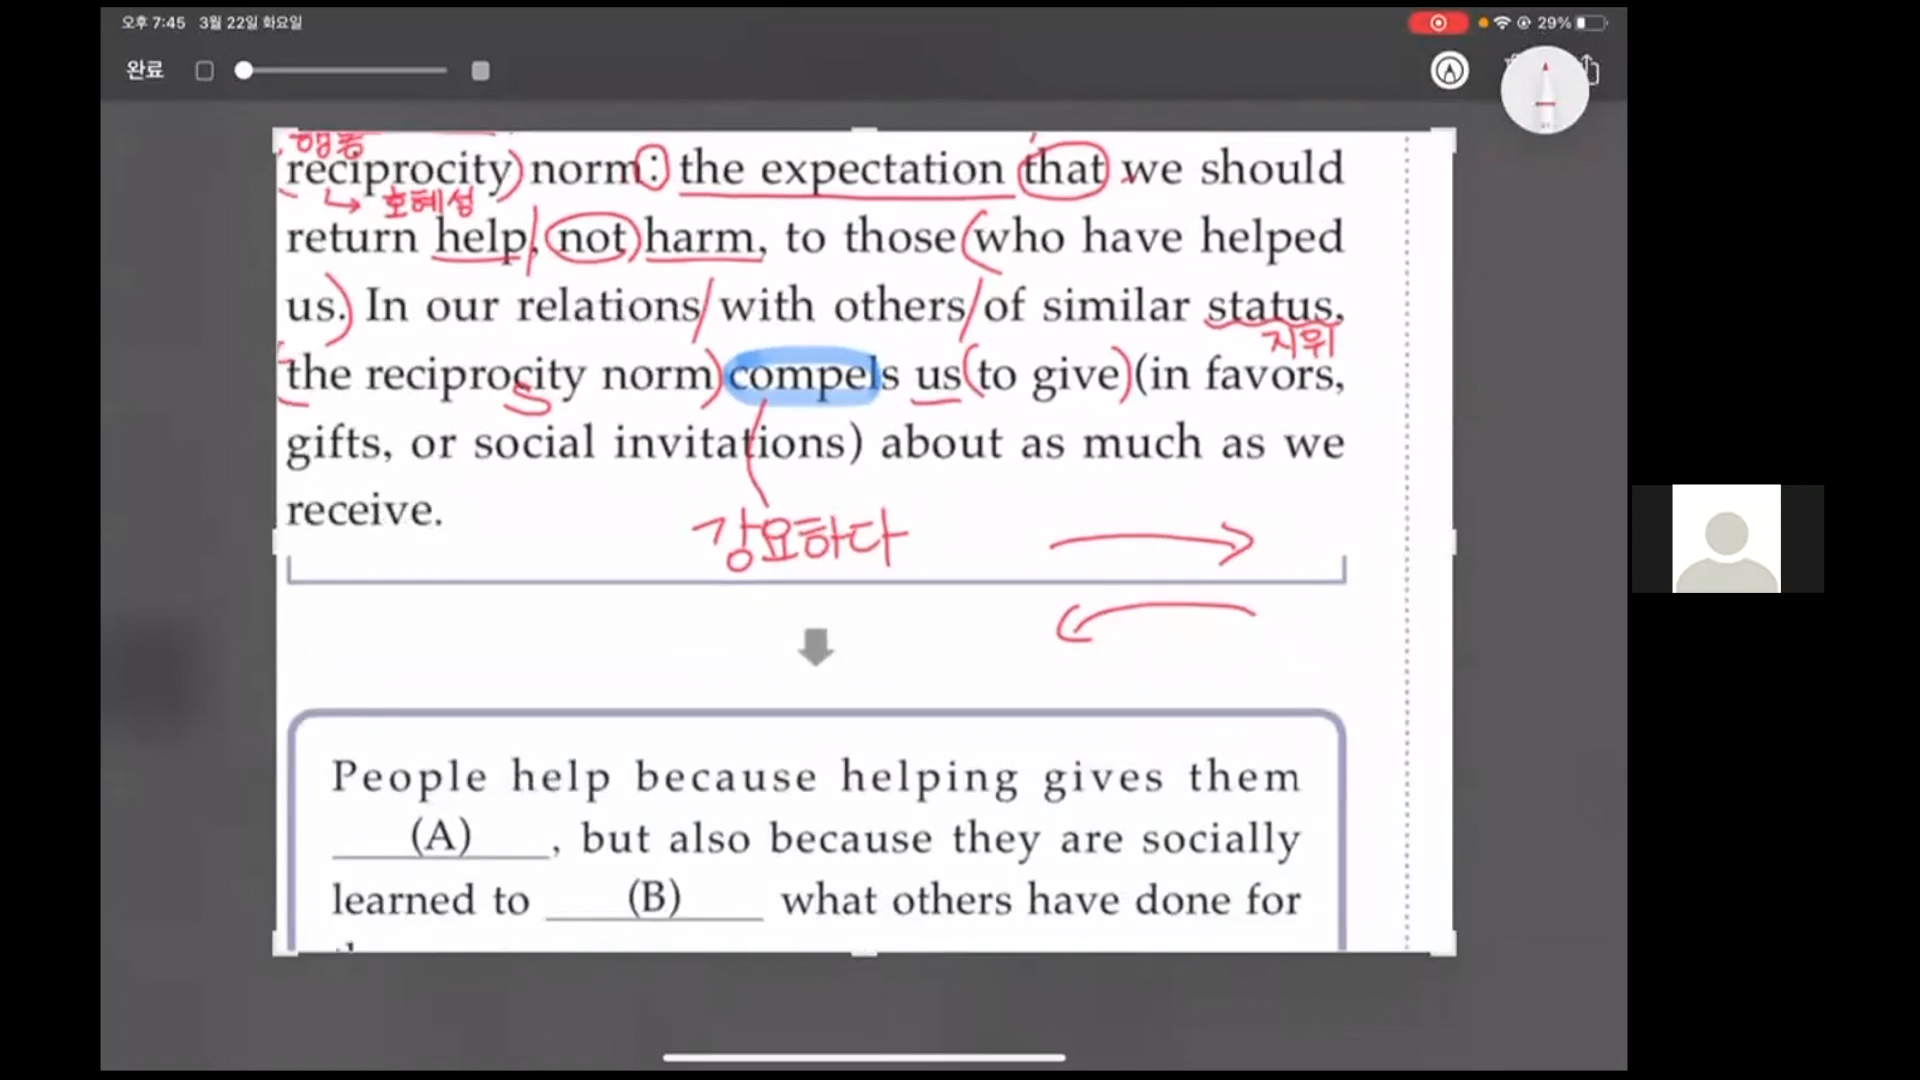 오후 7:45 3월 22일 화요일
29%
완료
행동
reciprocity) norm: the expectation that we should
호혜성
return help, not harm, to those (who have helped
us.) In our relations/with others/of similar status,
지위
the reciprocity norm) compels us (to give) (in favors,
S
gifts, or social invitations) about as much as we
receive.
강요하다
People help because helping gives them
(A) , but also because they are socially
learned to (B) what others have done for